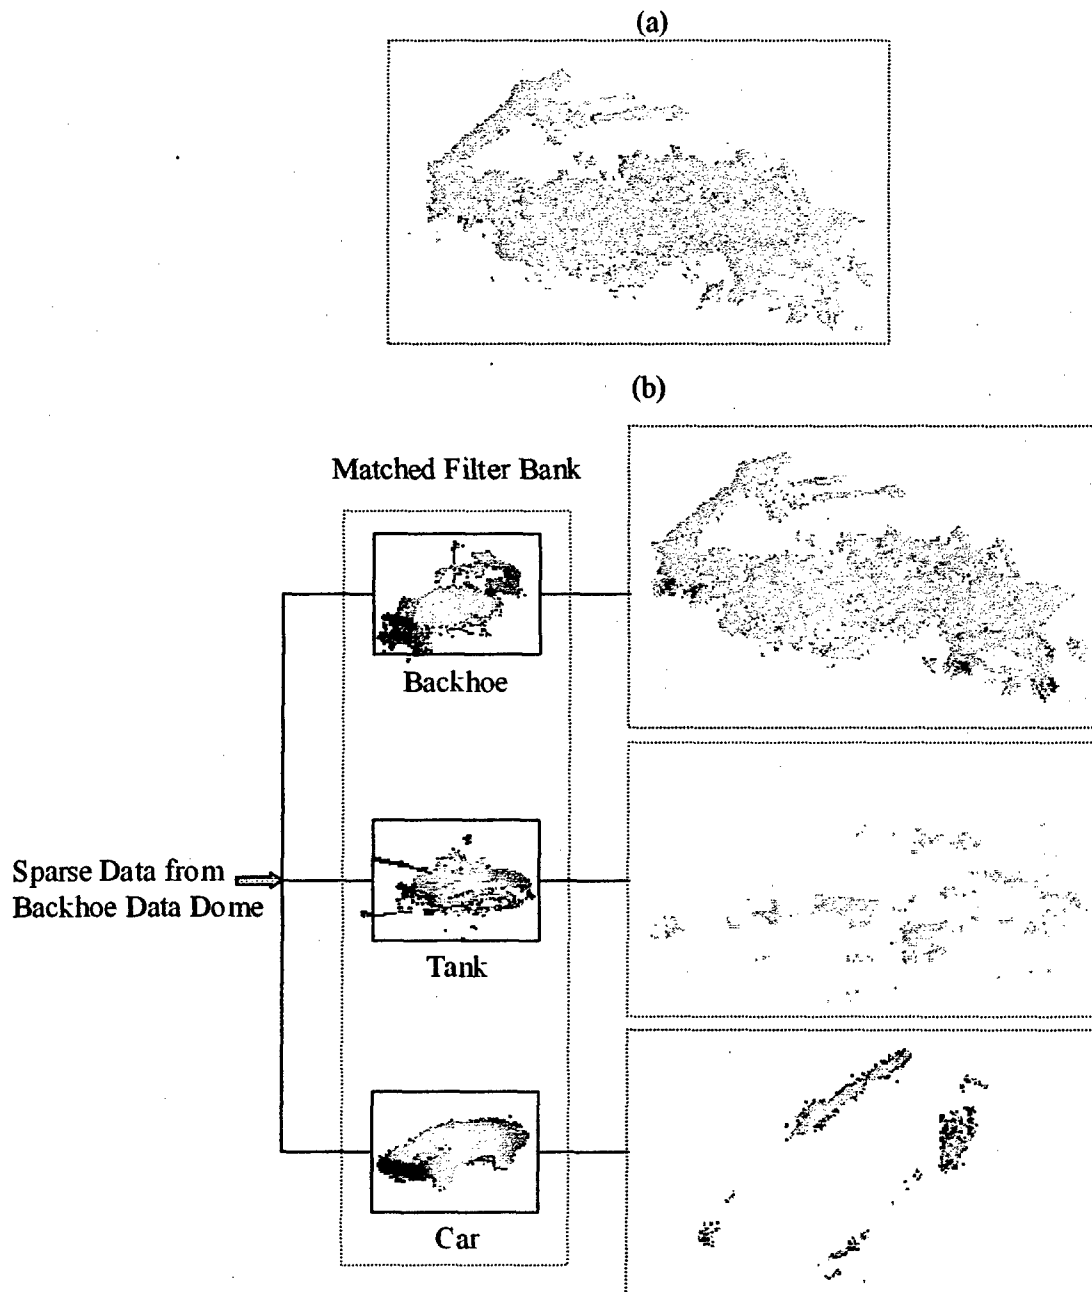 (a)
(b)
Matched Filter Bank
Backhoe
Sparse Data from
Backhoe Data Dome
Tank
Car